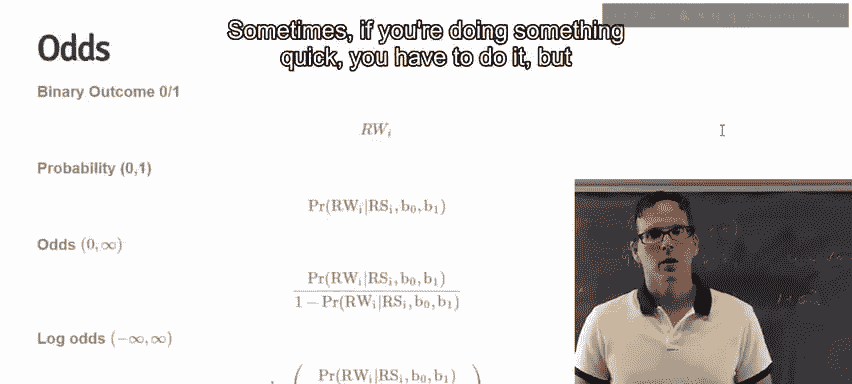 Sometimes, if you're doing something
quick, you have to do it, but
Odds
Binary Outcome 0/1
RW_i
Probability (0,1)
Pr(RW_i|RS_i, b_0, b_1)
Odds (0, ∞)
Pr(RW_i|RS_i, b_0, b_1)
1 − Pr(RW_i|RS_i, b_0, b_1)
Log odds (−∞, ∞)
( Pr(RW_i|RS_i, b_0, b_1) )